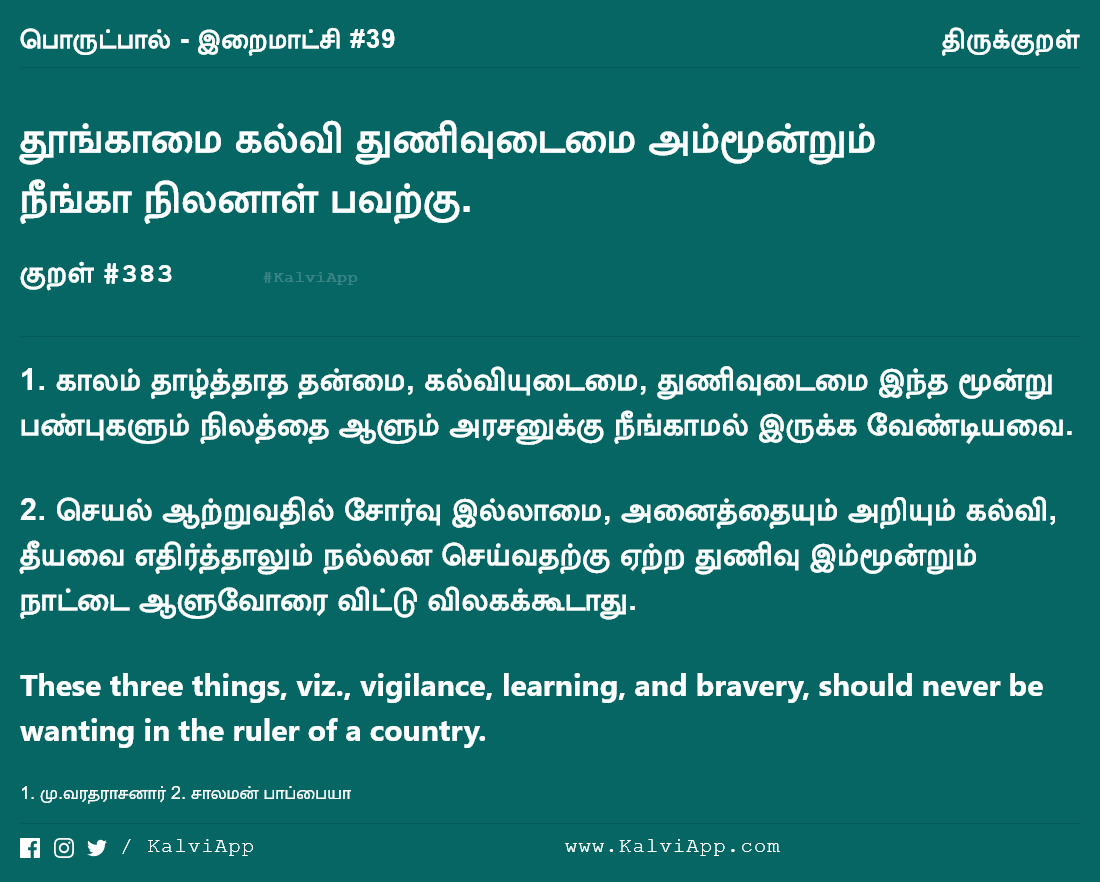 பொருட்பால் - இறைமாட்சி #39 திருக்குறள்
தூங்காமை கல்வி துணிவுடைமை அம்மூன்றும்
நீங்கா நிலனாள் பவற்கு.
குறள் #383 #KalviApp
1. காலம் தாழ்த்தாத தன்மை, கல்வியுடைமை, துணிவுடைமை இந்த மூன்று
பண்புகளும் நிலத்தை ஆளும் அரசனுக்கு நீங்காமல் இருக்க வேண்டியவை.
2. செயல் ஆற்றுவதில் சோர்வு இல்லாமை, அனைத்தையும் அறியும் கல்வி,
தீயவை எதிர்த்தாலும் நல்லன செய்வதற்கு ஏற்ற துணிவு இம்மூன்றும்
நாட்டை ஆளுவோரை விட்டு விலகக்கூடாது.
These three things, viz., vigilance, learning, and bravery, should never be
wanting in the ruler of a country.
1. மு.வரதராசனார் 2. சாலமன் பாப்பையா
/ KalviApp www.KalviApp.com